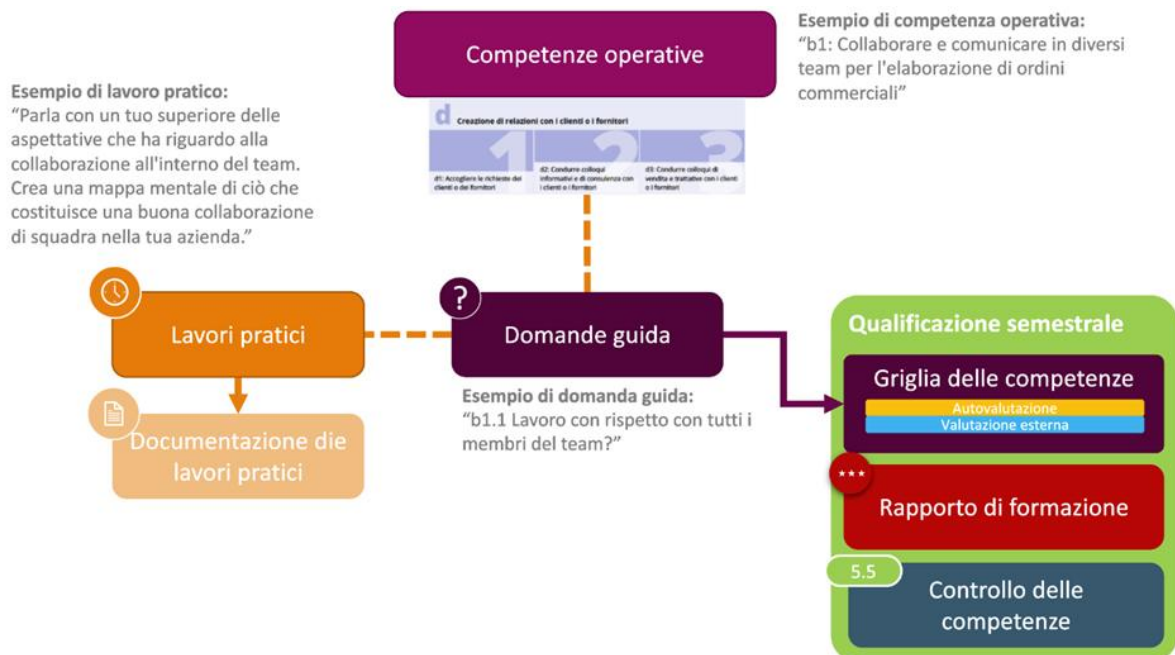 Competenze operative
Esempio di competenza operativa:
“b1: Collaborare e comunicare in diversi
team per l'elaborazione di ordini
commerciali”
Esempio di lavoro pratico:
“Parla con un tuo superiore delle
aspettative che ha riguardo alla
collaborazione all'interno del team.
Crea una mappa mentale di ciò che
costituisce una buona collaborazione
di squadra nella tua azienda.”
d Creazione di relazioni con i clienti o i fornitori
1
2
3
d1: Accogliere le richieste dei
clienti o dei fornitori
d2: Condurre colloqui
informativi e di consulenza con
i clienti o i fornitori
d3: Condurre colloqui di
vendita e trattative con i clienti
o i fornitori
Lavori pratici
?
Domande guida
Esempio di domanda guida:
“b1.1 Lavoro con rispetto con tutti i
membri del team?”
Documentazione die
lavori pratici
Qualificazione semestrale
Griglia delle competenze
Autovalutazione
Valutazione esterna
Rapporto di formazione
5.5
Controllo delle
competenze